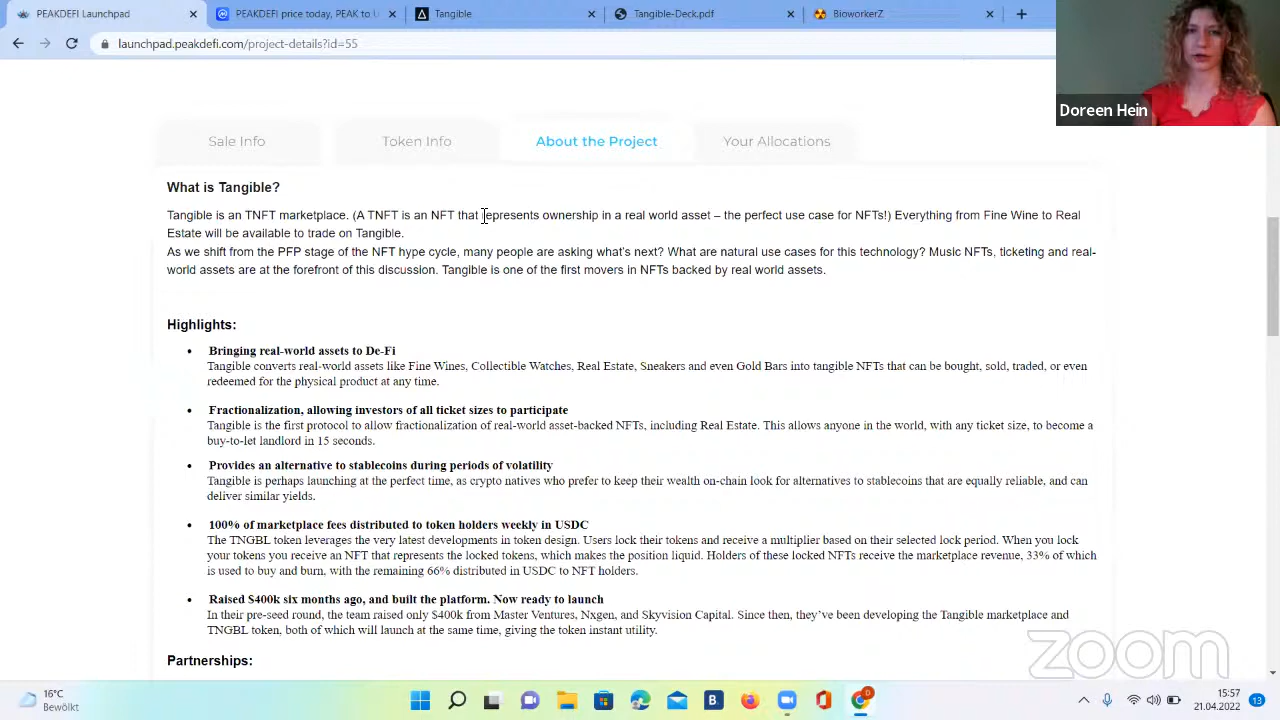 PEAKDEFI Launchpad
PEAKDEFI price today, PEAK to U
Tangible
Tangible-Deck.pdf
BioworkerZ
launchpad.peakdefi.com/project-details?id=55
Doreen Hein
Sale Info
Token Info
About the Project
Your Allocations
What is Tangible?
Tangible is an TNFT marketplace. (A TNFT is an NFT that represents ownership in a real world asset – the perfect use case for NFTs!) Everything from Fine Wine to Real
Estate will be available to trade on Tangible.
As we shift from the PFP stage of the NFT hype cycle, many people are asking what's next? What are natural use cases for this technology? Music NFTs, ticketing and real-
world assets are at the forefront of this discussion. Tangible is one of the first movers in NFTs backed by real world assets.
Highlights:
• Bringing real-world assets to De-Fi
Tangible converts real-world assets like Fine Wines, Collectible Watches, Real Estate, Sneakers and even Gold Bars into tangible NFTs that can be bought, sold, traded, or even
redeemed for the physical product at any time.
• Fractionalization, allowing investors of all ticket sizes to participate
Tangible is the first protocol to allow fractionalization of real-world asset-backed NFTs, including Real Estate. This allows anyone in the world, with any ticket size, to become a
buy-to-let landlord in 15 seconds.
• Provides an alternative to stablecoins during periods of volatility
Tangible is perhaps launching at the perfect time, as crypto natives who prefer to keep their wealth on-chain look for alternatives to stablecoins that are equally reliable, and can
deliver similar yields.
• 100% of marketplace fees distributed to token holders weekly in USDC
The TNGBL token leverages the very latest developments in token design. Users lock their tokens and receive a multiplier based on their selected lock period. When you lock
your tokens you receive an NFT that represents the locked tokens, which makes the position liquid. Holders of these locked NFTs receive the marketplace revenue, 33% of which
is used to buy and burn, with the remaining 66% distributed in USDC to NFT holders.
• Raised $400k six months ago, and built the platform. Now ready to launch
In their pre-seed round, the team raised only $400k from Master Ventures, Nxgen, and Skyvision Capital. Since then, they've been developing the Tangible marketplace and
TNGBL token, both of which will launch at the same time, giving the token instant utility.
Partnerships:
zoom
16°C
Bewölkt
B.
D
15:57
21.04.2022
13